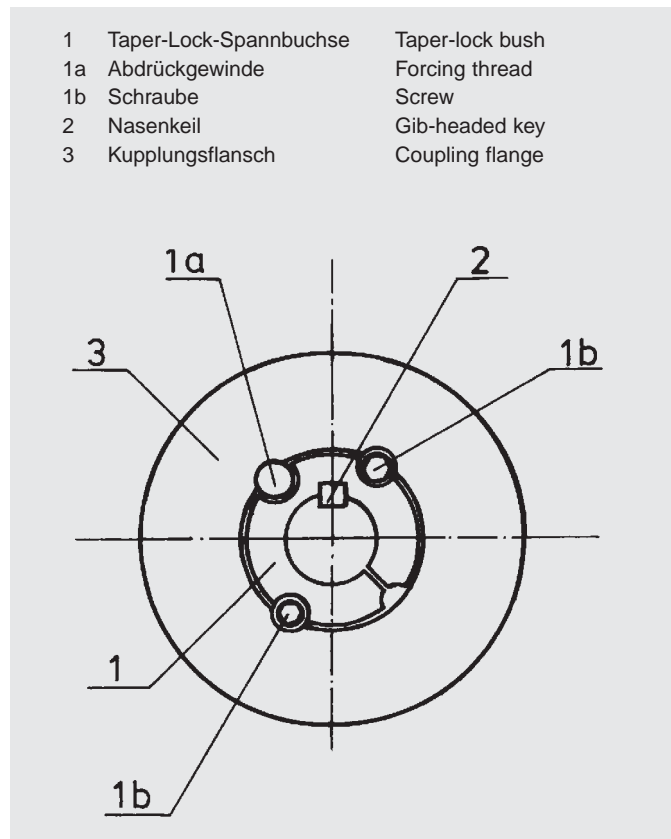 1 Taper-Lock-Spannbuchse Taper-lock bush
1a Abdrückgewinde Forcing thread
1b Schraube Screw
2 Nasenkeil Gib-headed key
3 Kupplungsflansch Coupling flange
1a 2
3 1b
1
1b